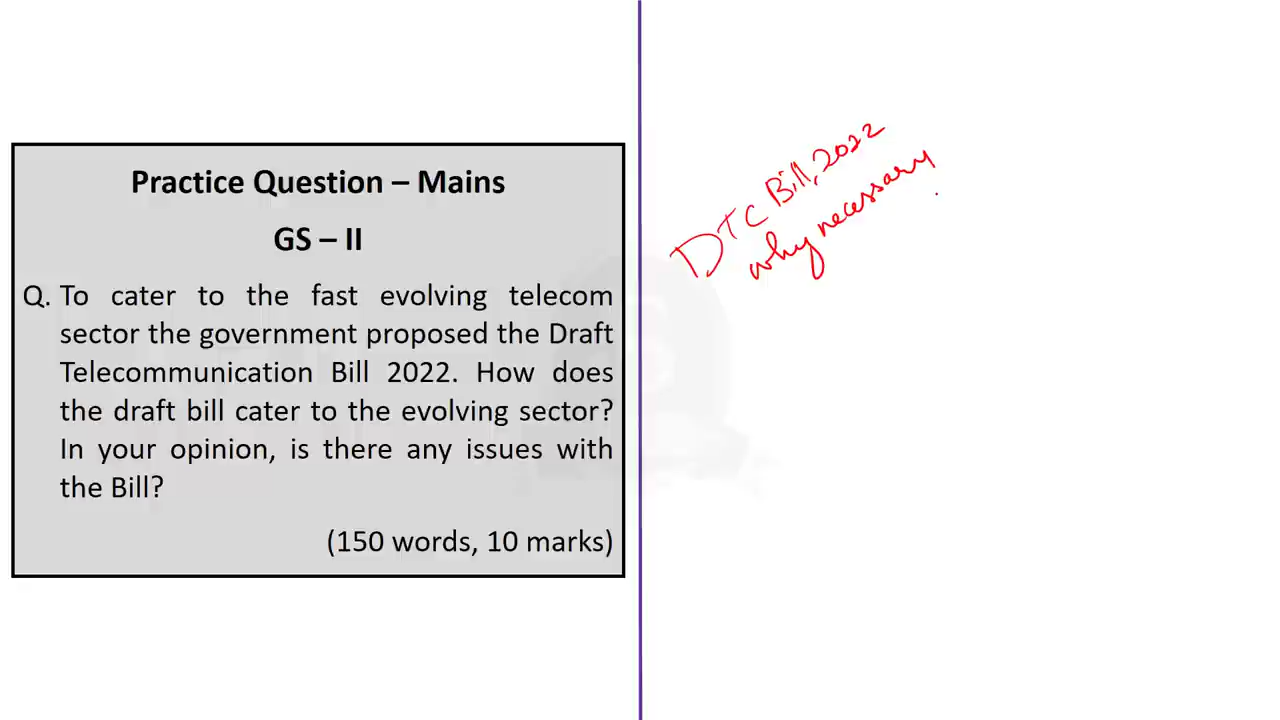 Practice Question – Mains
GS – II
Q. To cater to the fast evolving telecom
sector the government proposed the Draft
Telecommunication Bill 2022. How does
the draft bill cater to the evolving sector?
In your opinion, is there any issues with
the Bill?
(150 words, 10 marks)
DTC Bill, 2022
why necessary